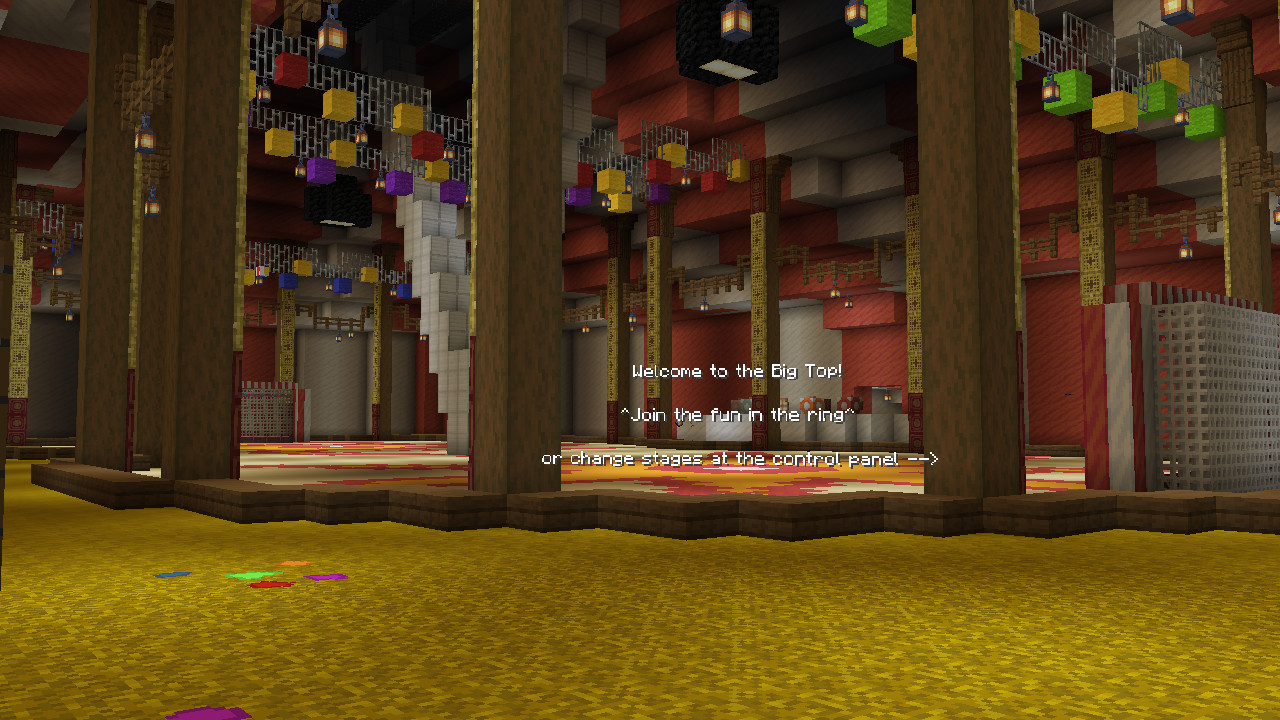 Welcome to the Big Top!
^Join the fun in the ring^
or change stages at the control panel -->